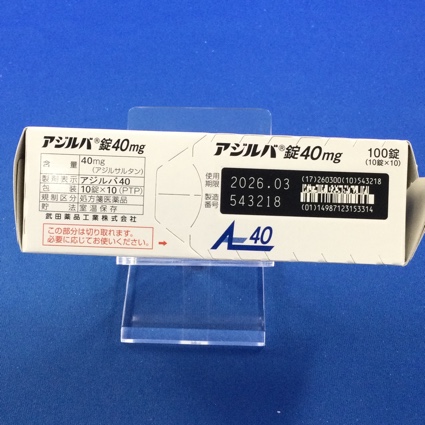 アジルバ®錠40mg
含量 40mg
(アジルサルタン)
製剤表示 アジルバ40
包装 10錠×10(PTP)
規制区分 処方箋医薬品
貯法 室温保存
武田薬品工業株式会社
この部分は切り取れます。
必要に応じてお使いください。
アジルバ®錠40mg 100錠
(10錠×10)
使用期限 2026.03
製造番号 543218
(17)260300(10)543218
(01)14987123153314
A 40